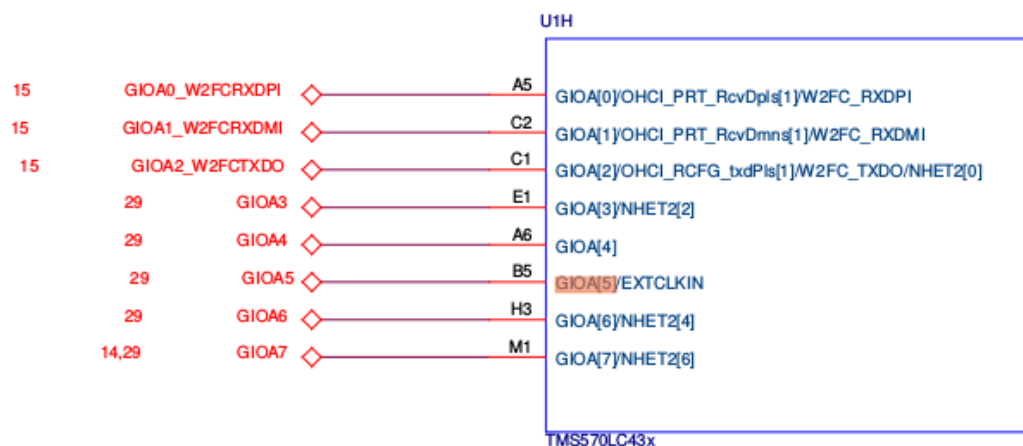 U1H
15 GIOA0_W2FCRXDPI A5 GIOA[0]/OHCI_PRT_RcvDpls[1]/W2FC_RXDPI
15 GIOA1_W2FCRXDMI C2 GIOA[1]/OHCI_PRT_RcvDmns[1]/W2FC_RXDMI
15 GIOA2_W2FCTXDO C1 GIOA[2]/OHCI_RCFG_txdPls[1]/W2FC_TXDO/NHET2[0]
29 GIOA3 E1 GIOA[3]/NHET2[2]
29 GIOA4 A6 GIOA[4]
29 GIOA5 B5 GIOA[5]/EXTCLKIN
29 GIOA6 H3 GIOA[6]/NHET2[4]
14,29 GIOA7 M1 GIOA[7]/NHET2[6]
TMS570LC43x